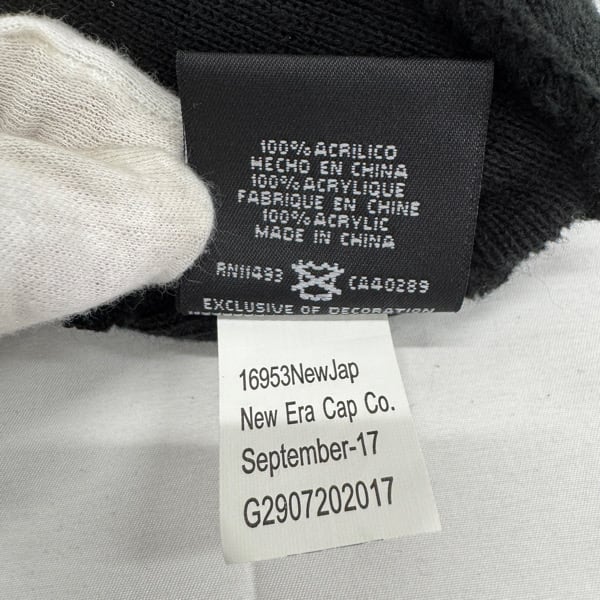 100% ACRILICO
HECHO EN CHINA
100% ACRYLIQUE
FABRIQUE EN CHINE
100% ACRYLIC
MADE IN CHINA
RN11493 CA40289
EXCLUSIVE OF DECORATION
16953NewJap
New Era Cap Co.
September-17
G2907202017